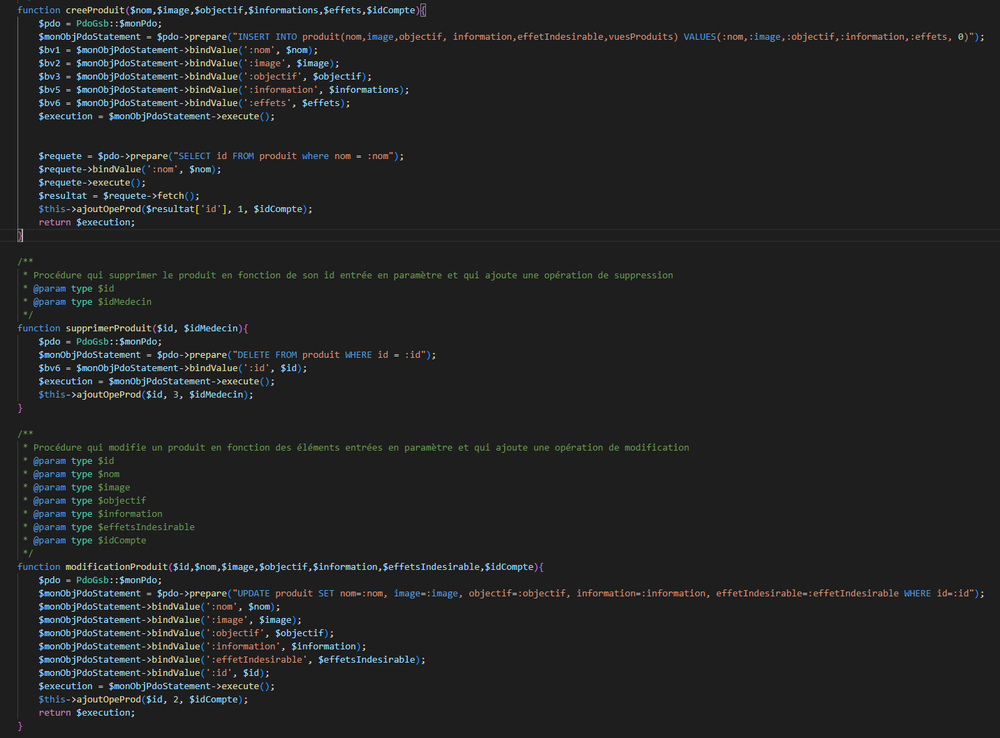 function creeProduit($nom,$image,$objectif,$informations,$effets,$idCompte){
$pdo = PdoGsb::$monPdo;
$monObjPdoStatement = $pdo->prepare("INSERT INTO produit(nom,image,objectif, information,effetIndesirable,vuesProduits) VALUES(:nom,:image,:objectif,:information,:effets, 0)");
$bv1 = $monObjPdoStatement->bindValue(':nom', $nom);
$bv2 = $monObjPdoStatement->bindValue(':image', $image);
$bv3 = $monObjPdoStatement->bindValue(':objectif', $objectif);
$bv5 = $monObjPdoStatement->bindValue(':information', $informations);
$bv6 = $monObjPdoStatement->bindValue(':effets', $effets);
$execution = $monObjPdoStatement->execute();
$requete = $pdo->prepare("SELECT id FROM produit where nom = :nom");
$requete->bindValue(':nom', $nom);
$requete->execute();
$resultat = $requete->fetch();
$this->ajoutOpeProd($resultat['id'], 1, $idCompte);
return $execution;
}
/**
* Procédure qui supprimer le produit en fonction de son id entrée en paramètre et qui ajoute une opération de suppression
* @param type $id
* @param type $idMedecin
*/
function supprimerProduit($id, $idMedecin){
$pdo = PdoGsb::$monPdo;
$monObjPdoStatement = $pdo->prepare("DELETE FROM produit WHERE id = :id");
$bv6 = $monObjPdoStatement->bindValue(':id', $id);
$execution = $monObjPdoStatement->execute();
$this->ajoutOpeProd($id, 3, $idMedecin);
}
/**
* Procédure qui modifie un produit en fonction des éléments entrées en paramètre et qui ajoute une opération de modification
* @param type $id
* @param type $nom
* @param type $image
* @param type $objectif
* @param type $information
* @param type $effetsIndesirable
* @param type $idCompte
*/
function modificationProduit($id,$nom,$image,$objectif,$information,$effetsIndesirable,$idCompte){
$pdo = PdoGsb::$monPdo;
$monObjPdoStatement = $pdo->prepare("UPDATE produit SET nom=:nom, image=:image, objectif=:objectif, information=:information, effetIndesirable=:effetIndesirable WHERE id=:id");
$monObjPdoStatement->bindValue(':nom', $nom);
$monObjPdoStatement->bindValue(':image', $image);
$monObjPdoStatement->bindValue(':objectif', $objectif);
$monObjPdoStatement->bindValue(':information', $information);
$monObjPdoStatement->bindValue(':effetIndesirable', $effetsIndesirable);
$monObjPdoStatement->bindValue(':id', $id);
$execution = $monObjPdoStatement->execute();
$this->ajoutOpeProd($id, 2, $idCompte);
return $execution;
}